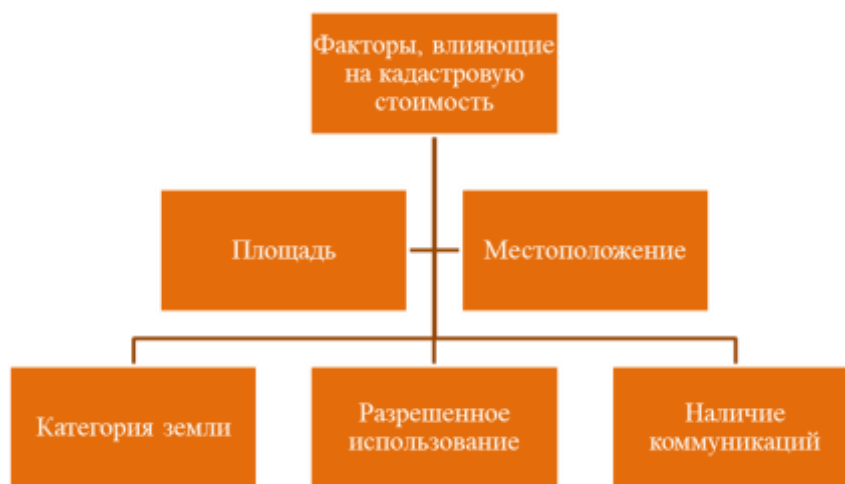 Факторы, влияющие
на кадастровую
стоимость
Площадь
Местоположение
Категория земли
Разрешенное
использование
Наличие
коммуникаций